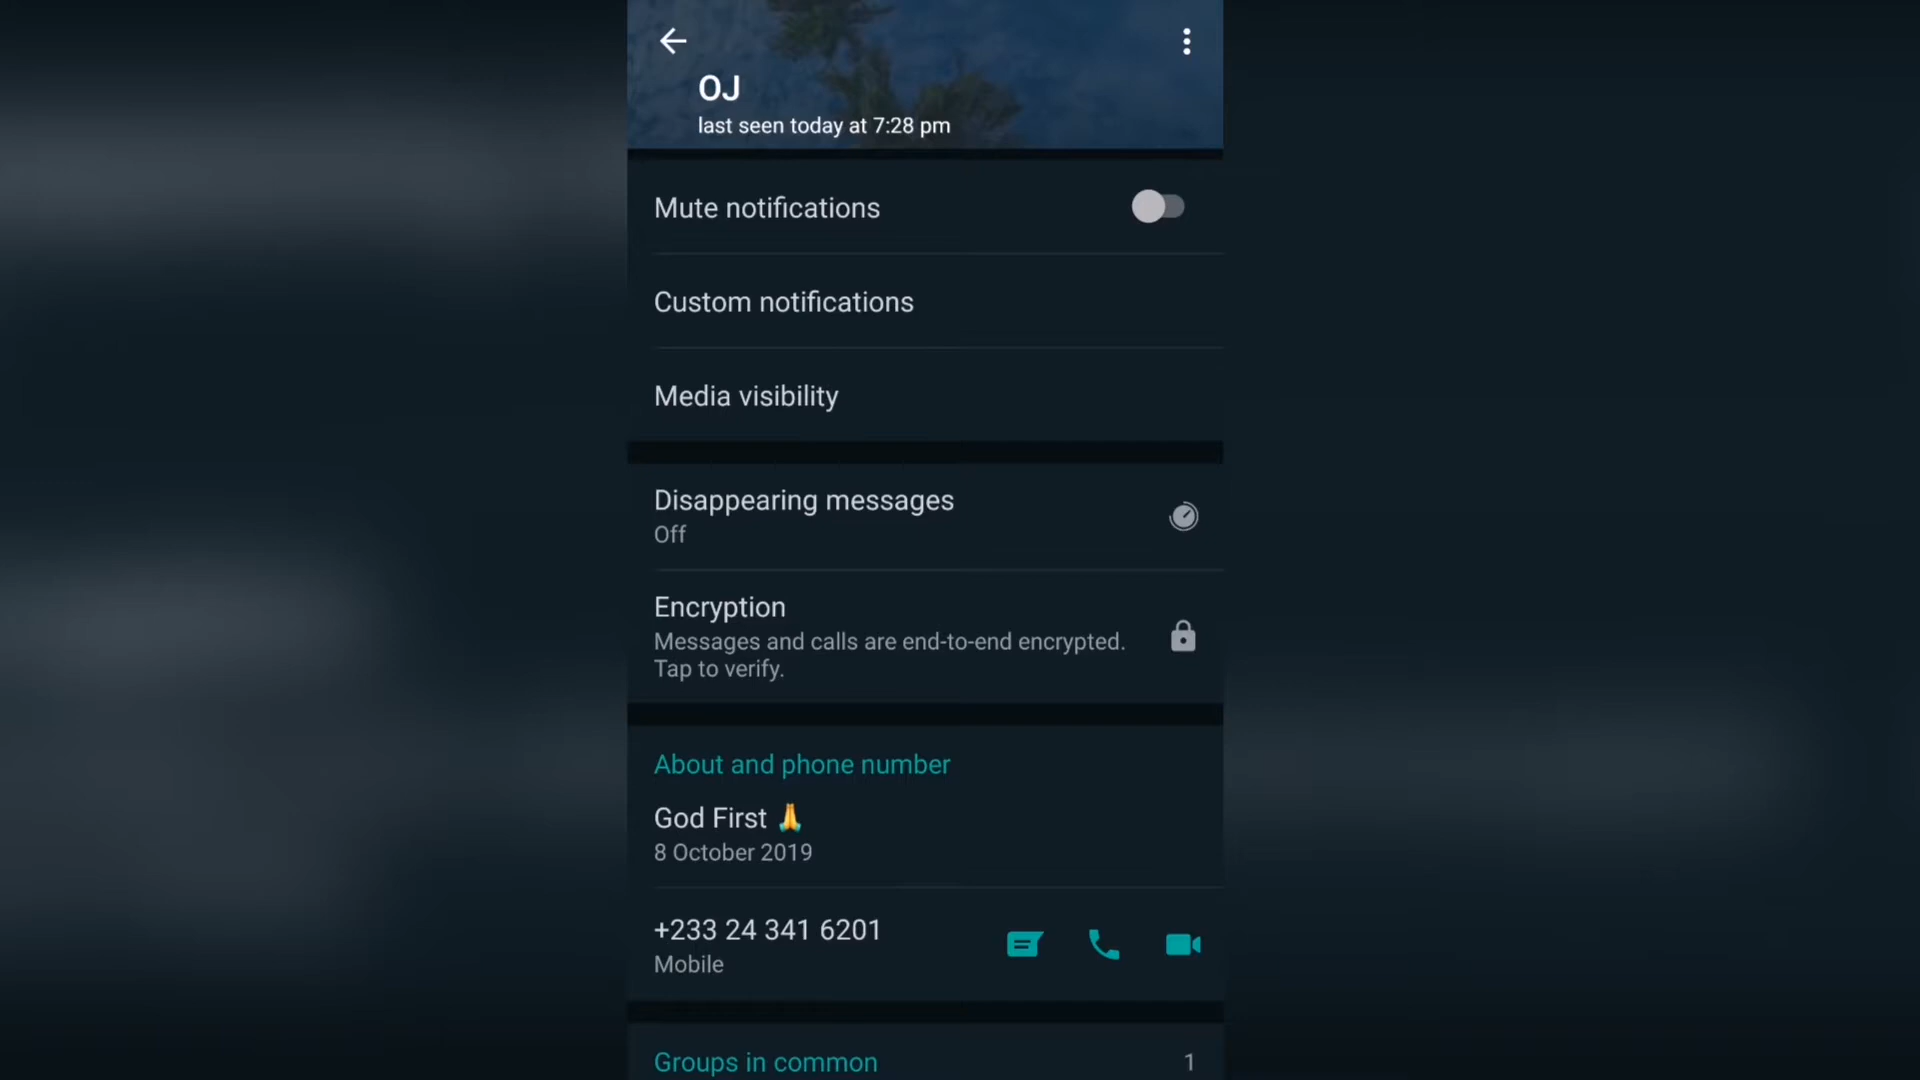 OJ
last seen today at 7:28 pm
Mute notifications
Custom notifications
Media visibility
Disappearing messages
Off
Encryption
Messages and calls are end-to-end encrypted.
Tap to verify.
About and phone number
God First 🙏
8 October 2019
+233 24 341 6201
Mobile
Groups in common 1